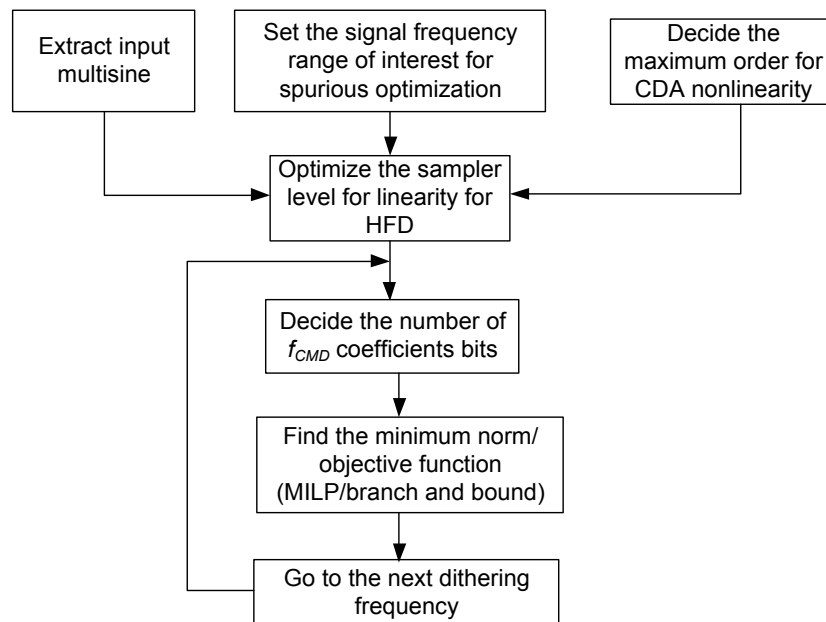 Extract input
multisine
Set the signal frequency
range of interest for
spurious optimization
Decide the
maximum order for
CDA nonlinearity
Optimize the sampler
level for linearity for
HFD
Decide the number of
f_CMD coefficients bits
Find the minimum norm/
objective function
(MILP/branch and bound)
Go to the next dithering
frequency